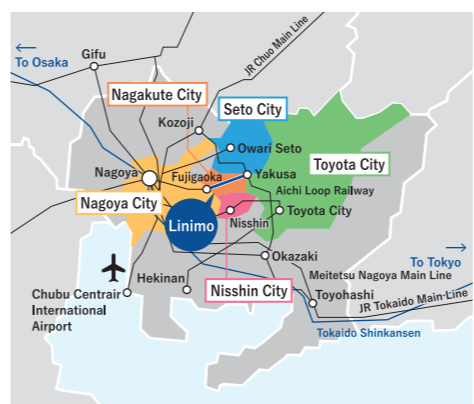 To Osaka
Gifu
JR Chuo Main Line
Nagakute City
Kozoji
Seto City
Owari Seto
Toyota City
Nagoya
Fujigaoka
Yakusa
Aichi Loop Railway
Nagoya City
Linimo
Nisshin
Toyota City
To Tokyo
Okazaki
Meitetsu Nagoya Main Line
Hekinan
Nisshin City
Toyohashi
JR Tokaido Main-Line
Chubu Centrair
International
Airport
Tokaido Shinkansen